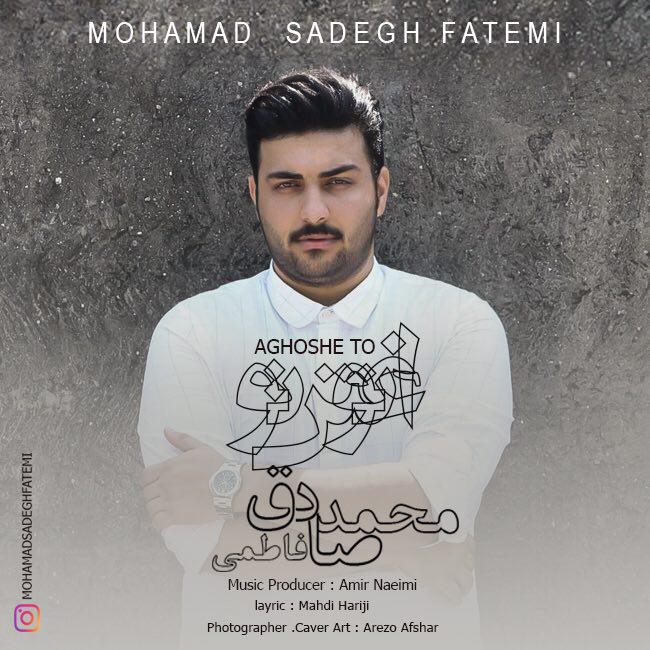 MOHAMAD SADEGH FATEMI
AGHOSHE TO
آغوش تو
محمد صادق
فاطمی
Music Producer : Amir Naeimi
layric : Mahdi Hariji
Photographer .Caver Art : Arezo Afshar
MOHAMADSADEGHFATEMI